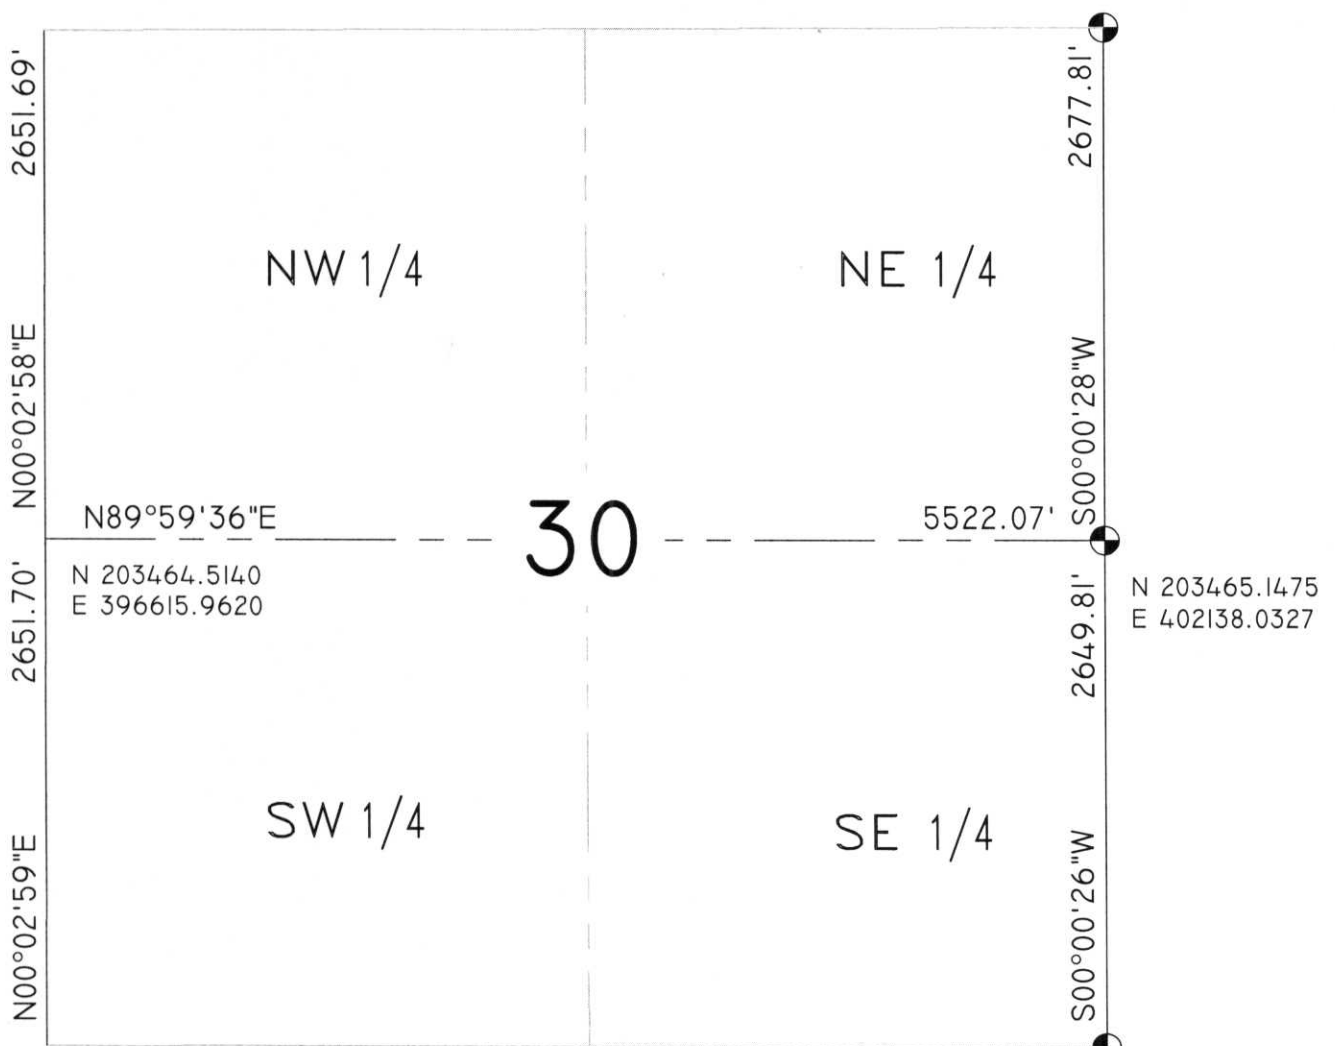 2651.69'
2677.81'
NW 1/4
NE 1/4
N00°02'58"E
S00°00'28"W
N89°59'36"E
30
5522.07'
N 203464.5140
E 396615.9620
N 203465.1475
E 402138.0327
2651.70'
2649.81'
SW 1/4
SE 1/4
N00°02'59"E
S00°00'26"W